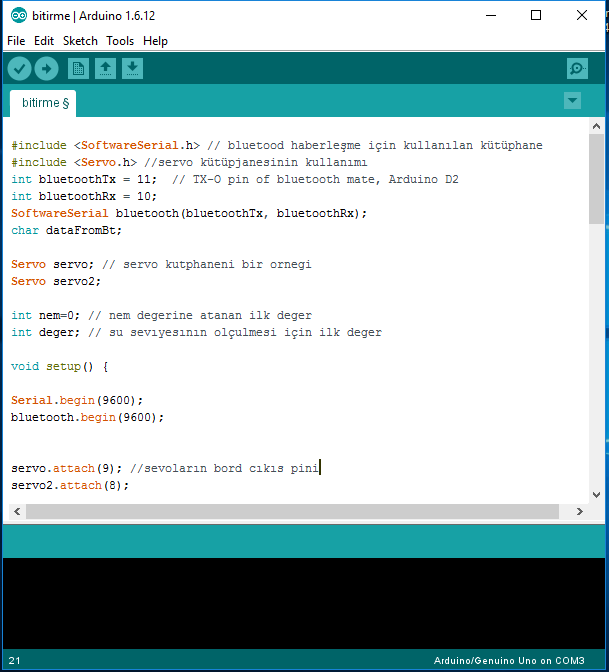 bitirme | Arduino 1.6.12
File Edit Sketch Tools Help
bitirme §
#include <SoftwareSerial.h> // bluetood haberleşme için kullanılan kütüphane
#include <Servo.h> //servo kütüpjanesinin kullanımı
int bluetoothTx = 11;  // TX-O pin of bluetooth mate, Arduino D2
int bluetoothRx = 10;
SoftwareSerial bluetooth(bluetoothTx, bluetoothRx);
char dataFromBt;
Servo servo; // servo kutphaneni bir ornegi
Servo servo2;
int nem=0; // nem degerine atanan ilk deger
int deger; // su sevıyesının olçulmesi için ilk deger
void setup() {
Serial.begin(9600);
bluetooth.begin(9600);
servo.attach(9); //sevoların bord cıkıs pini
servo2.attach(8);
21
Arduino/Genuino Uno on COM3